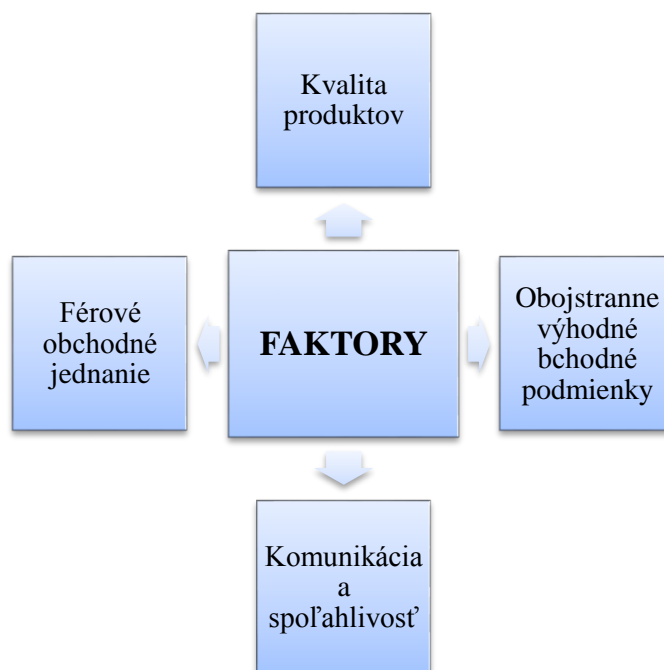 Kvalita
produktov
Férové
obchodné
jednanie
FAKTORY
Obojstranne
výhodné
bchodné
podmienky
Komunikácia
a
spoľahlivosť